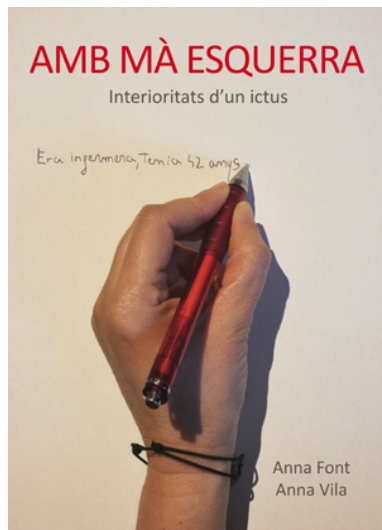 AMB MÀ ESQUERRA
Interioritats d'un ictus
Era infermera, Tenia 42 anys.
Anna Font
Anna Vila